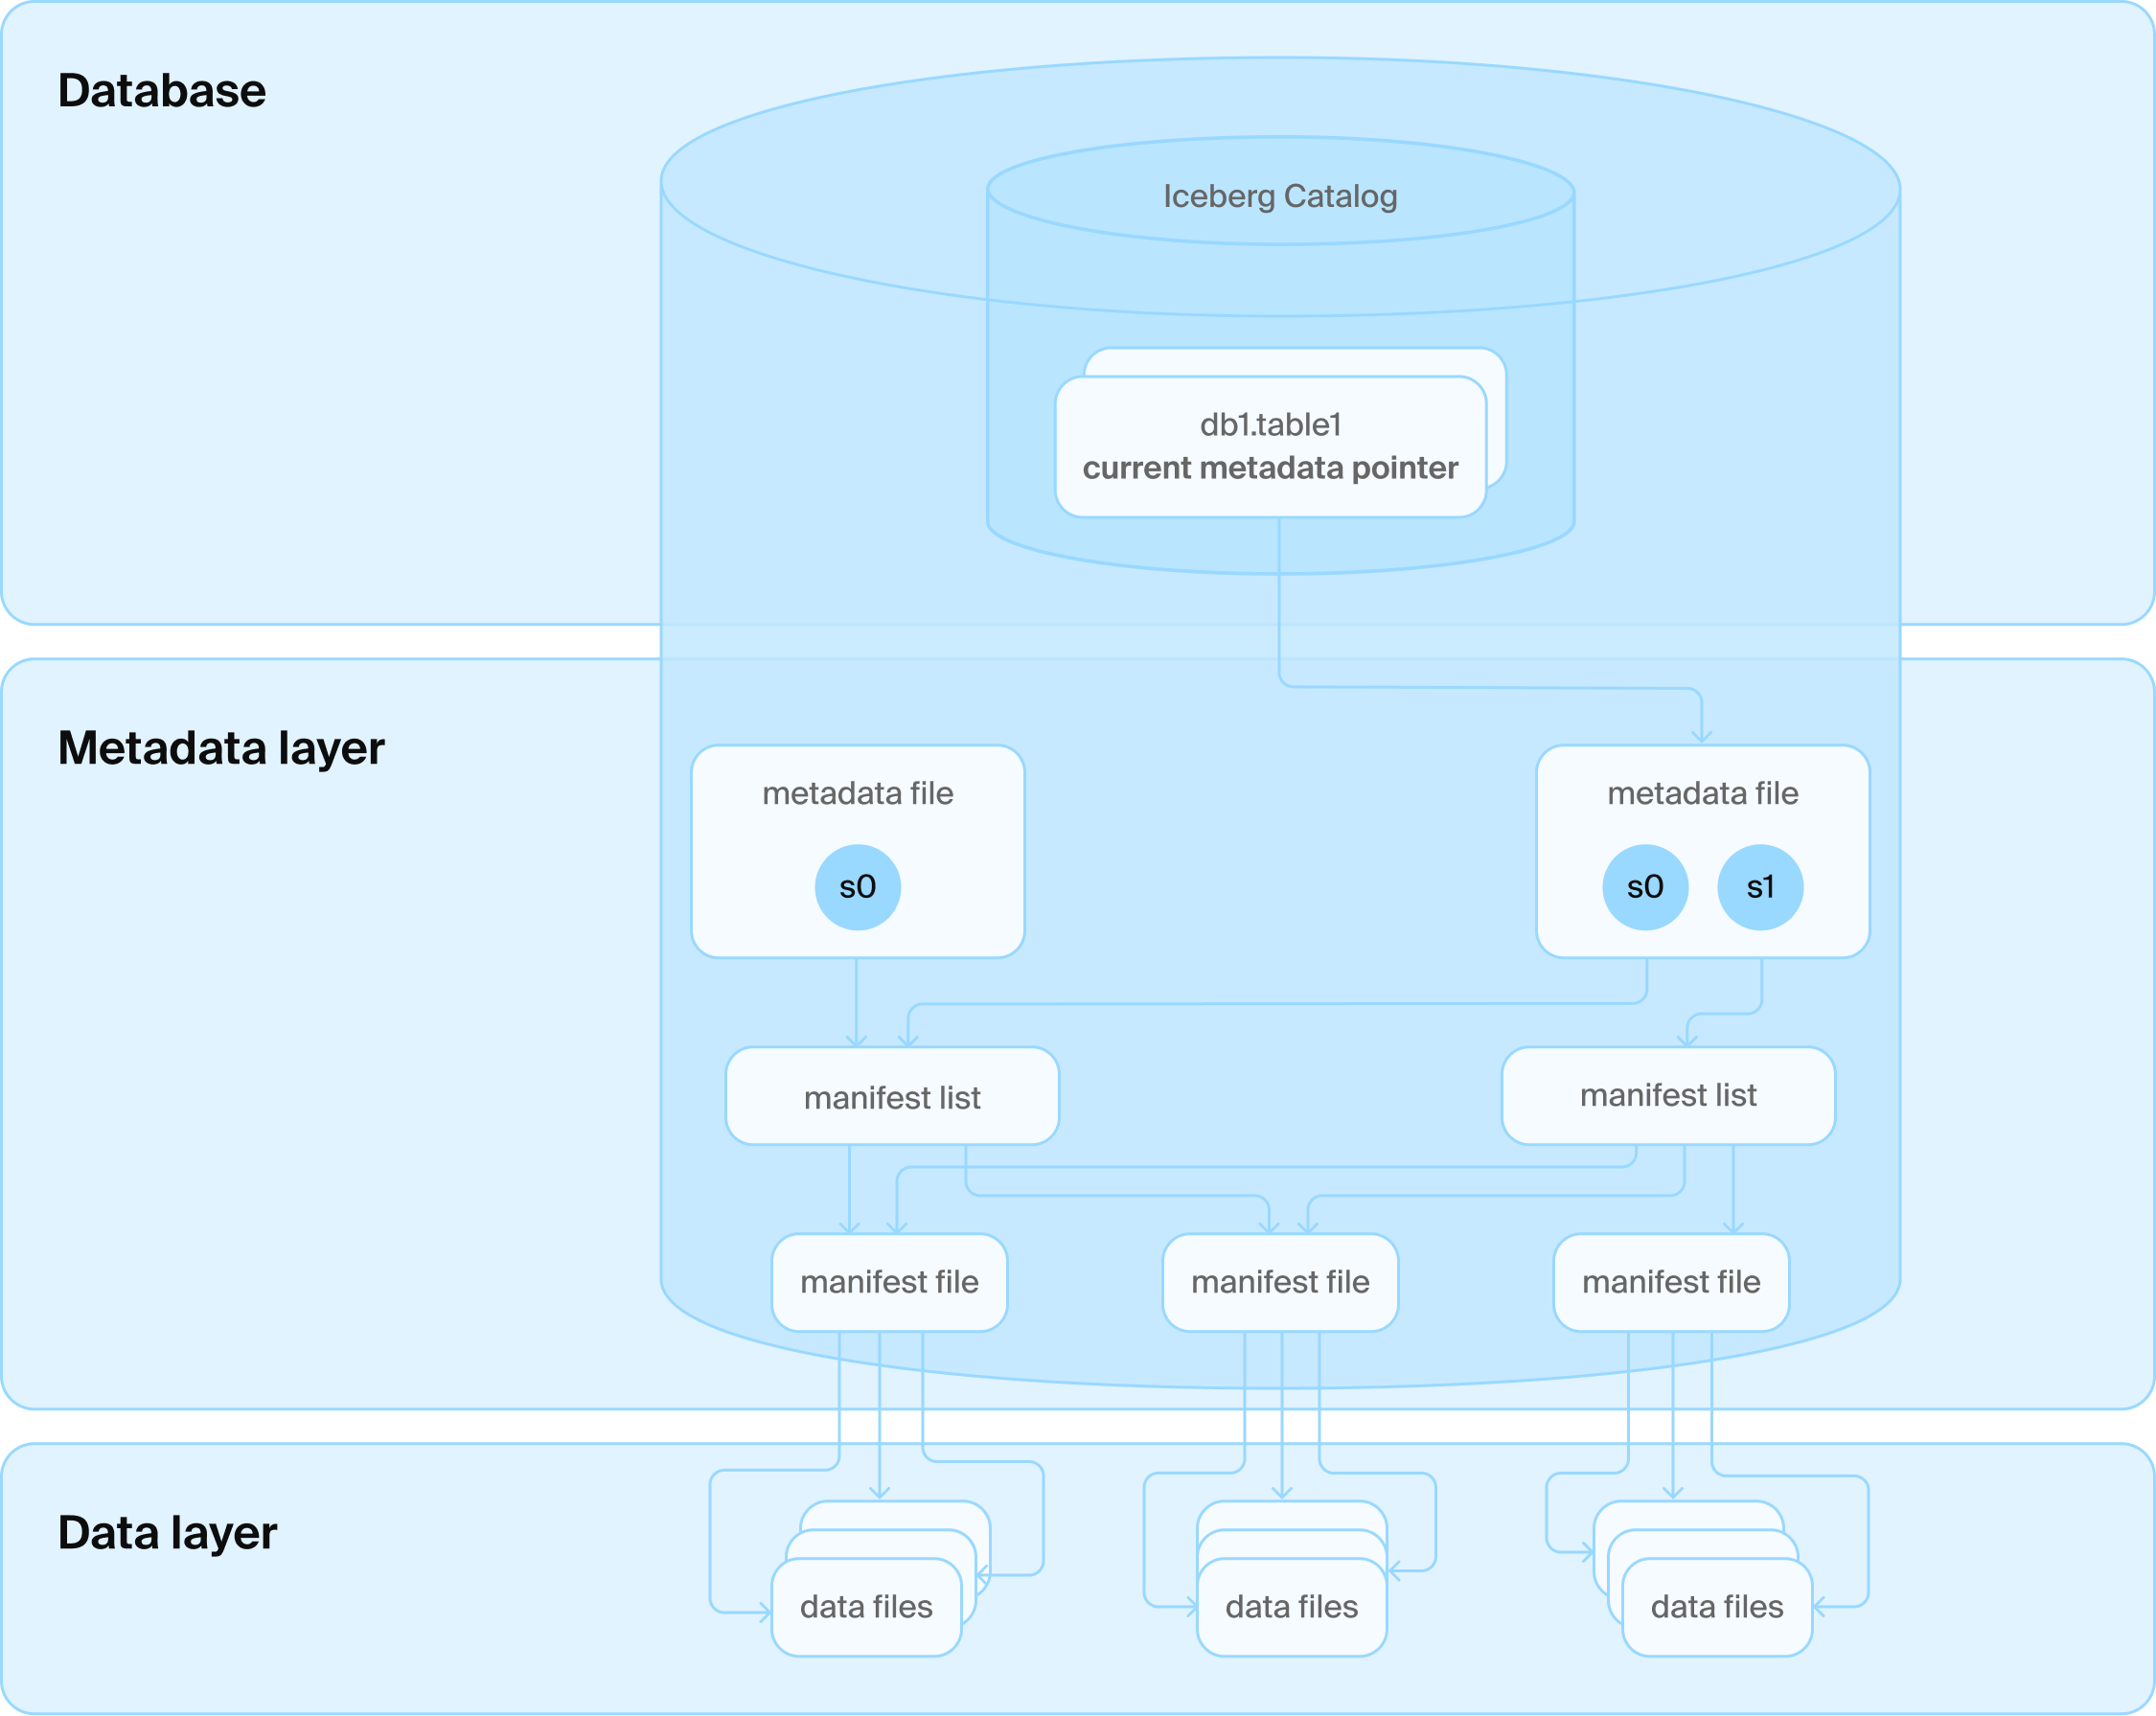 Database
Iceberg Catalog
db1.table1
current metadata pointer
Metadata layer
metadata file
s0
metadata file
s0
s1
manifest list
manifest list
manifest file
manifest file
manifest file
Data layer
data files
data files
data files